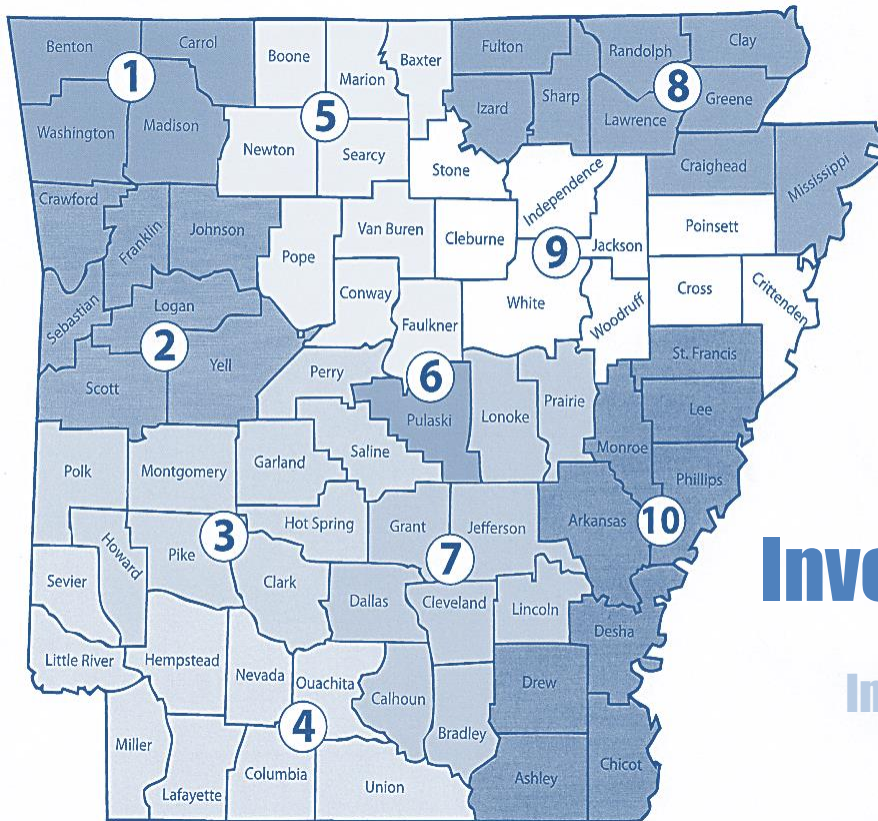 Benton
Carrol
Boone
Marion
Baxter
Fulton
Randolph
Clay
1
8
5
Izard
Sharp
Lawrence
Greene
Washington
Madison
Newton
Searcy
Stone
Independence
Craighead
Mississippi
Crawford
Franklin
Johnson
Pope
Van Buren
Cleburne
9
Jackson
Poinsett
Sebastian
Logan
Conway
Faulkner
White
Woodruff
Cross
Crittenden
2
Scott
Yell
Perry
6
Pulaski
Lonoke
Prairie
St. Francis
Lee
Monroe
Phillips
Polk
Montgomery
Garland
Saline
Howard
Pike
3
Hot Spring
Grant
Jefferson
7
Arkansas
10
Inve
Sevier
Clark
Dallas
Cleveland
Lincoln
Desha
Little River
Hempstead
Nevada
Ouachita
Calhoun
Drew
In
4
Miller
Lafayette
Columbia
Union
Bradley
Ashley
Chicot